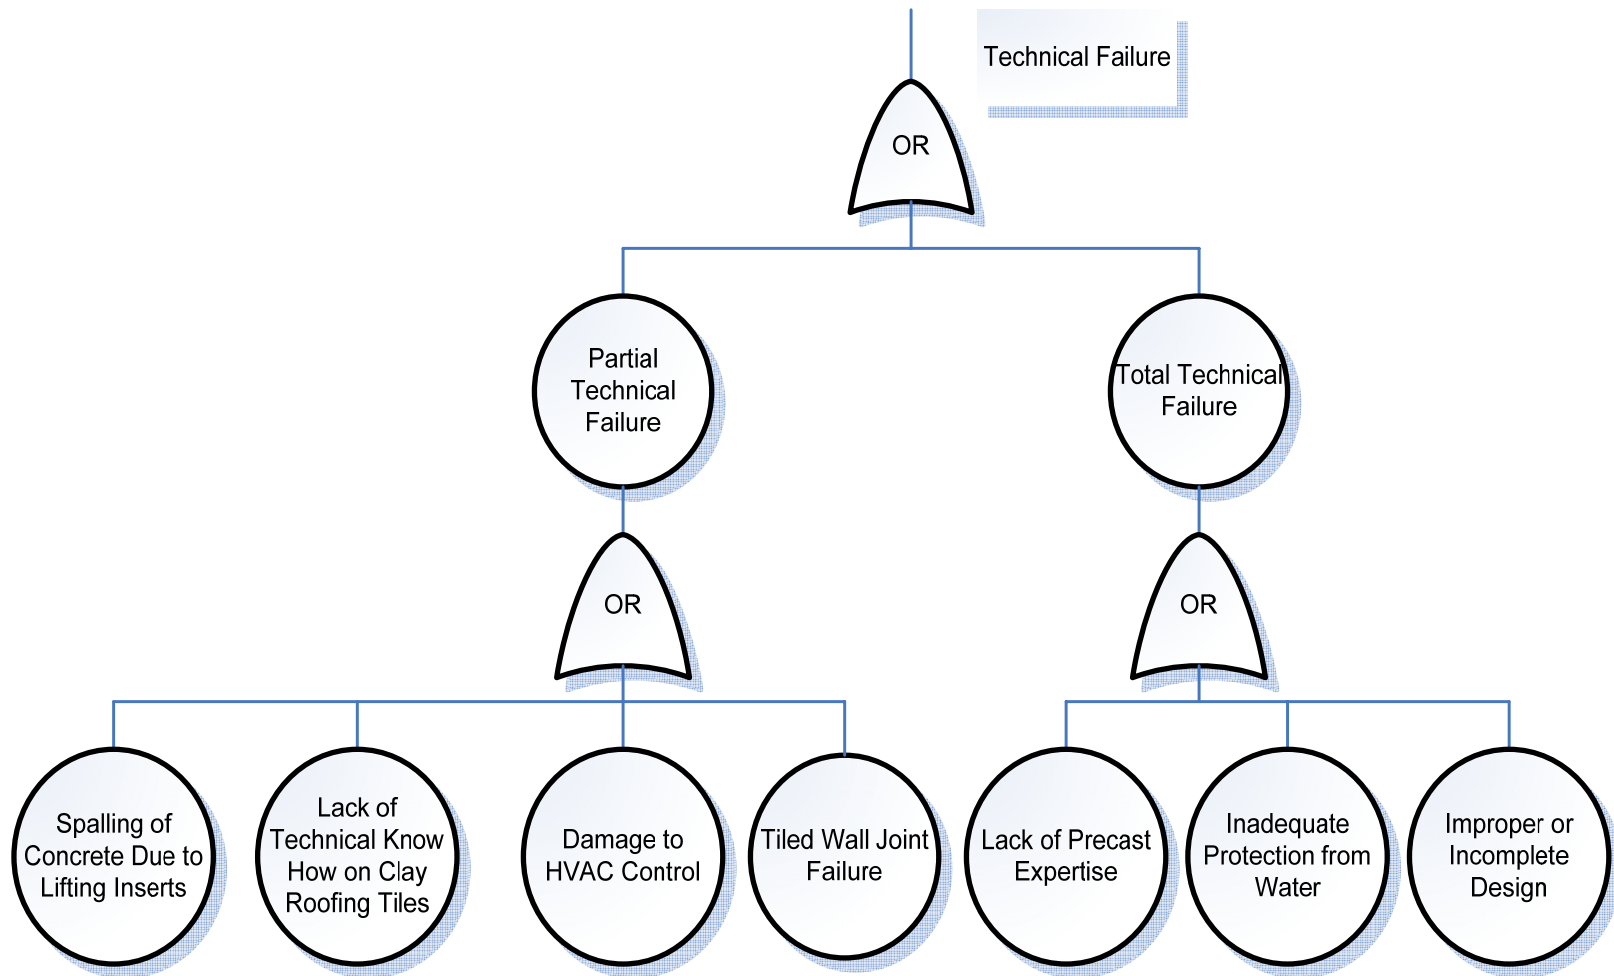 Technical Failure
OR
Partial
Technical
Failure
Total Technical
Failure
OR
OR
Spalling of
Concrete Due to
Lifting Inserts
Lack of
Technical Know
How on Clay
Roofing Tiles
Damage to
HVAC Control
Tiled Wall Joint
Failure
Lack of Precast
Expertise
Inadequate
Protection from
Water
Improper or
Incomplete
Design